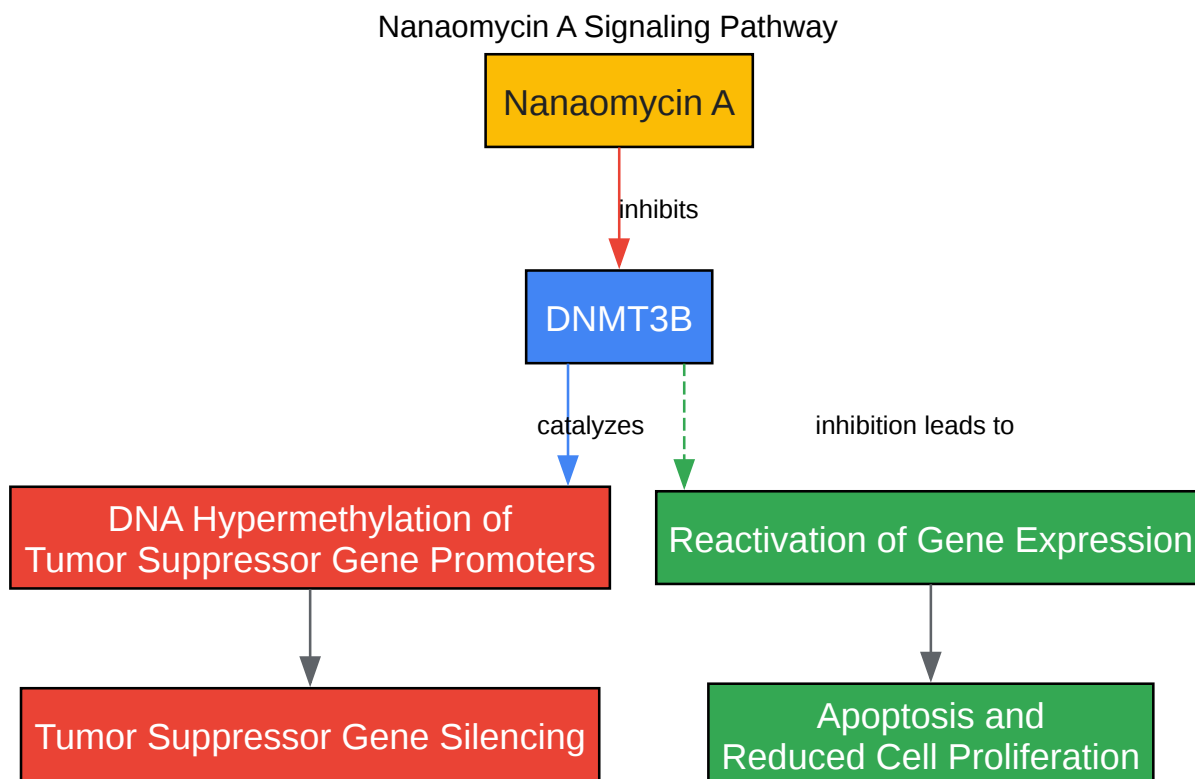 Nanaomycin A Signaling Pathway
Nanaomycin A
inhibits
DNMT3B
catalyzes
inhibition leads to
DNA Hypermethylation of
Tumor Suppressor Gene Promoters
Reactivation of Gene Expression
Tumor Suppressor Gene Silencing
Apoptosis and
Reduced Cell Proliferation